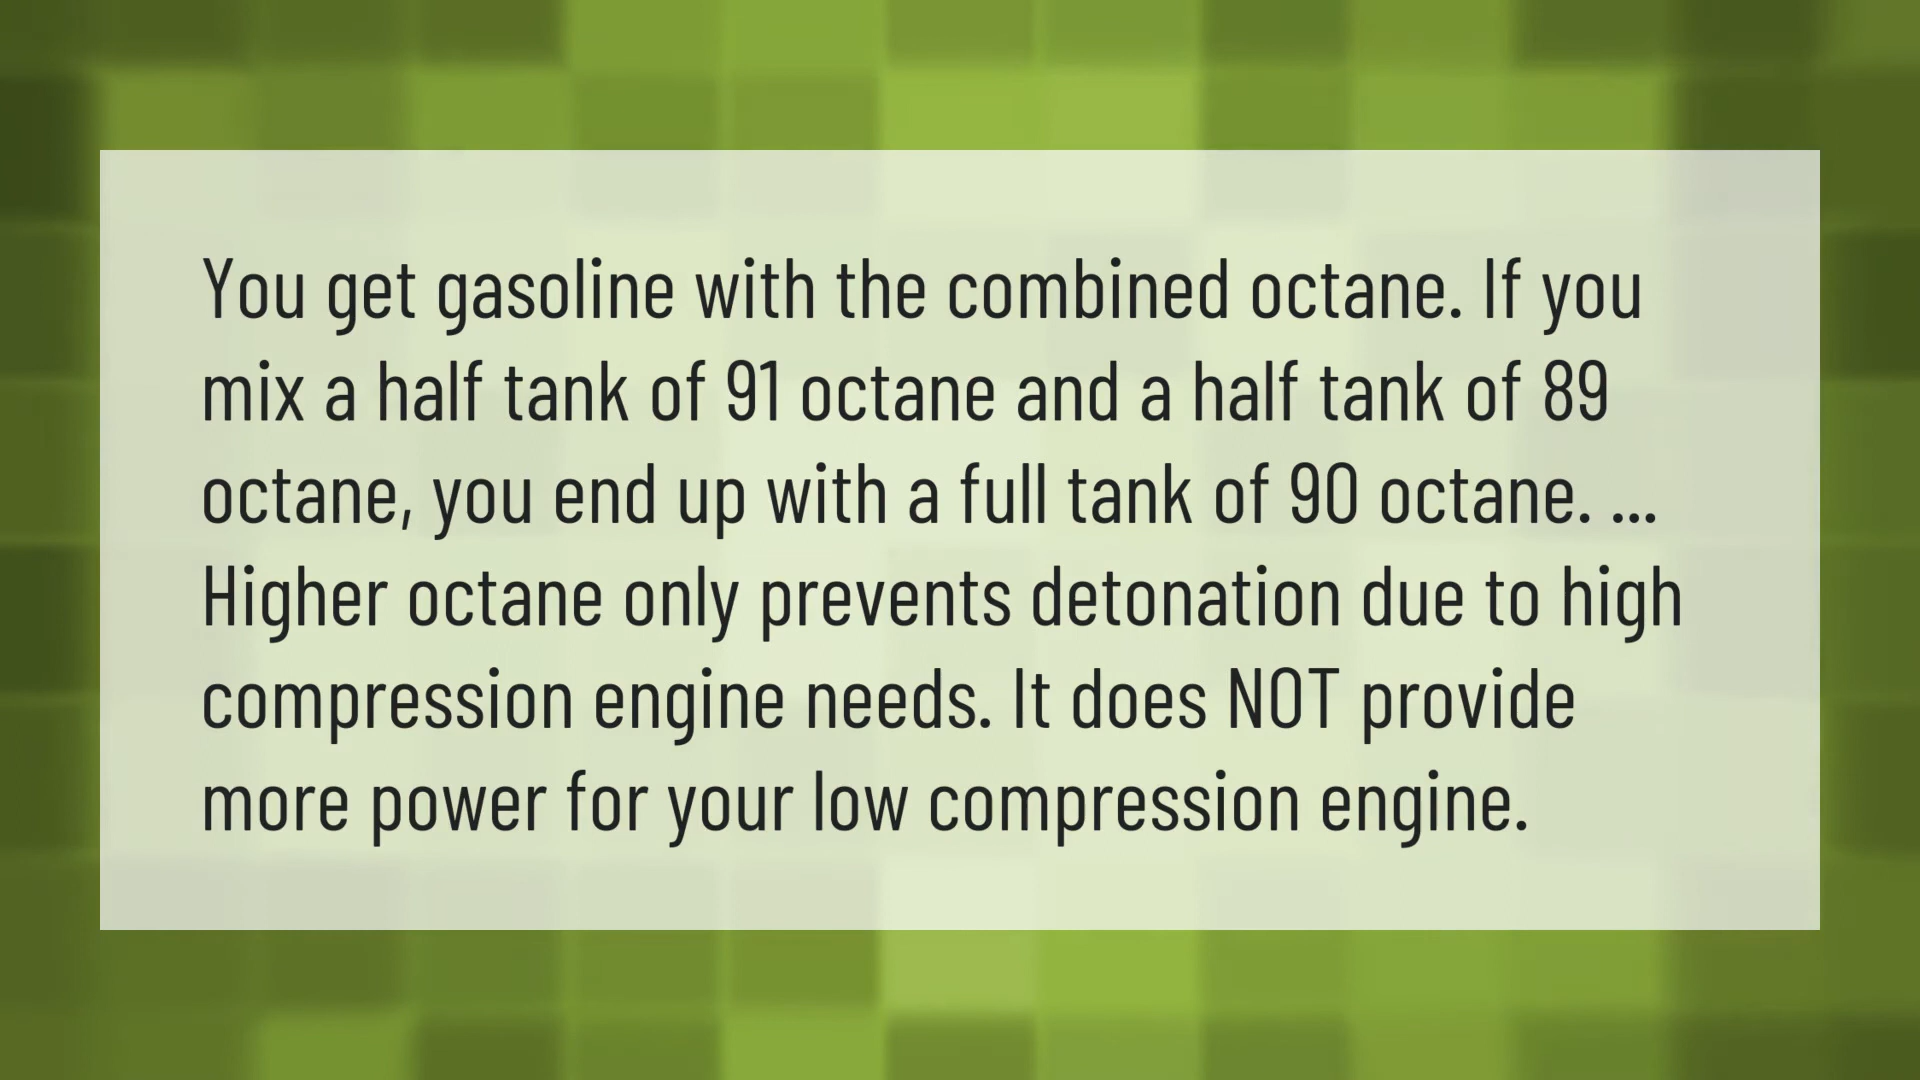 You get gasoline with the combined octane. If you
mix a half tank of 91 octane and a half tank of 89
octane, you end up with a full tank of 90 octane. ...
Higher octane only prevents detonation due to high
compression engine needs. It does NOT provide
more power for your low compression engine.